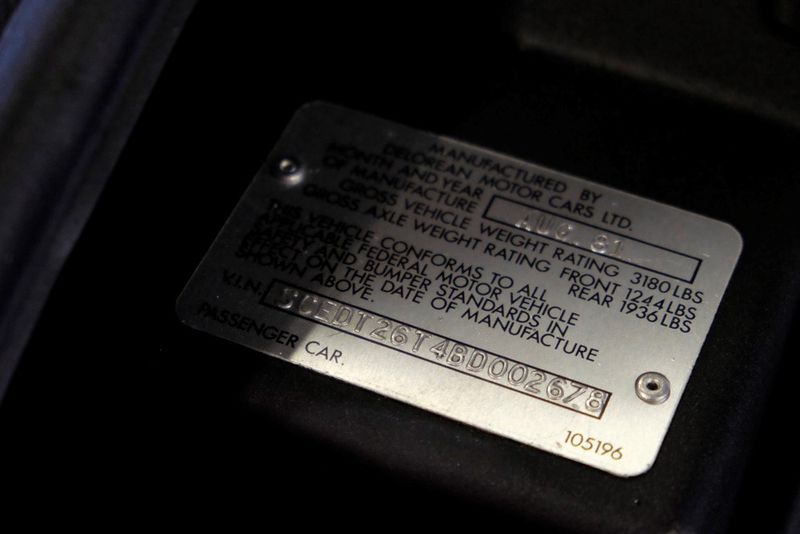 MANUFACTURED BY
DELOREAN MOTOR CARS LTD.
MONTH AND YEAR
OF MANUFACTURE AUG. 81
GROSS VEHICLE WEIGHT RATING 3180 LBS
GROSS AXLE WEIGHT RATING FRONT 1244 LBS
REAR 1936 LBS
THIS VEHICLE CONFORMS TO ALL
APPLICABLE FEDERAL MOTOR VEHICLE
SAFETY AND BUMPER STANDARDS IN
EFFECT ON THE DATE OF MANUFACTURE
SHOWN ABOVE.
V.I.N. SCEDT26T4BD002678
PASSENGER CAR.
105196